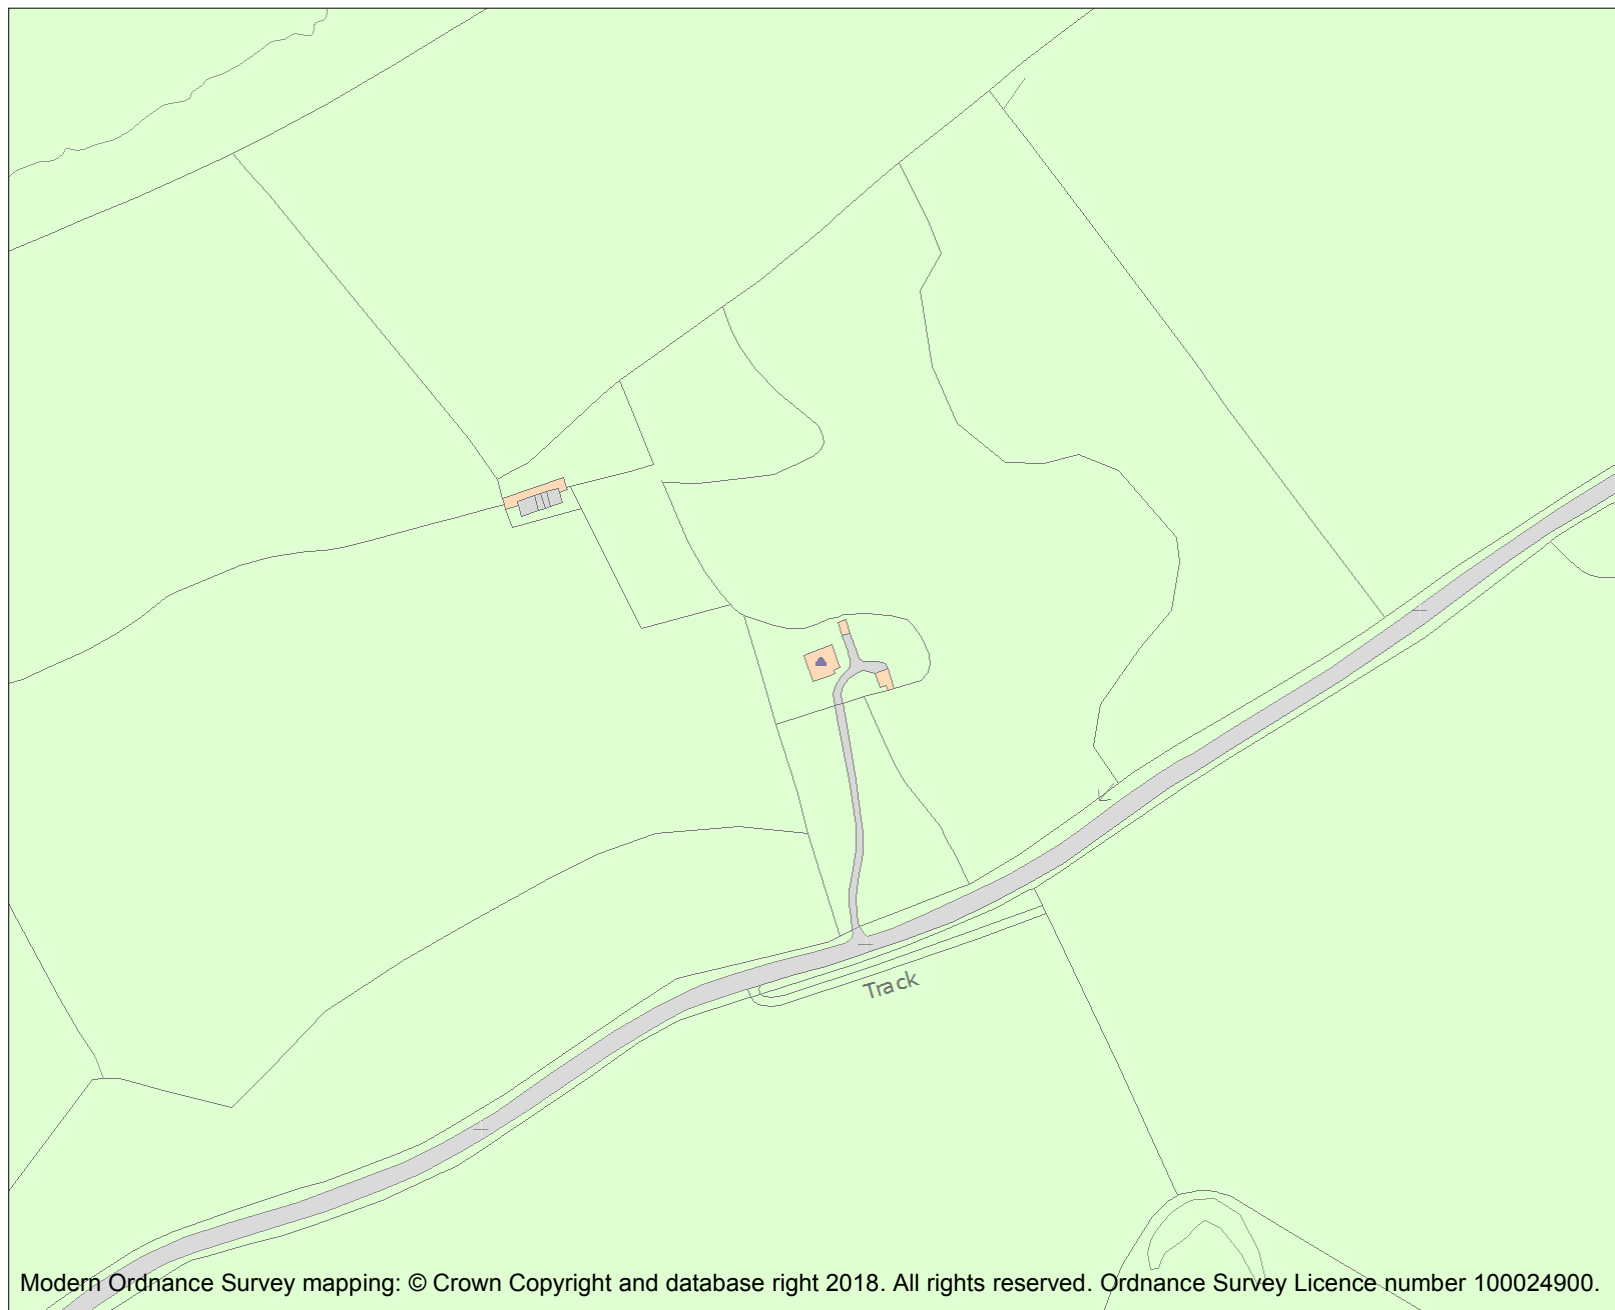 Track
Modern Ordnance Survey mapping: © Crown Copyright and database right 2018. All rights reserved. Ordnance Survey Licence number 100024900.